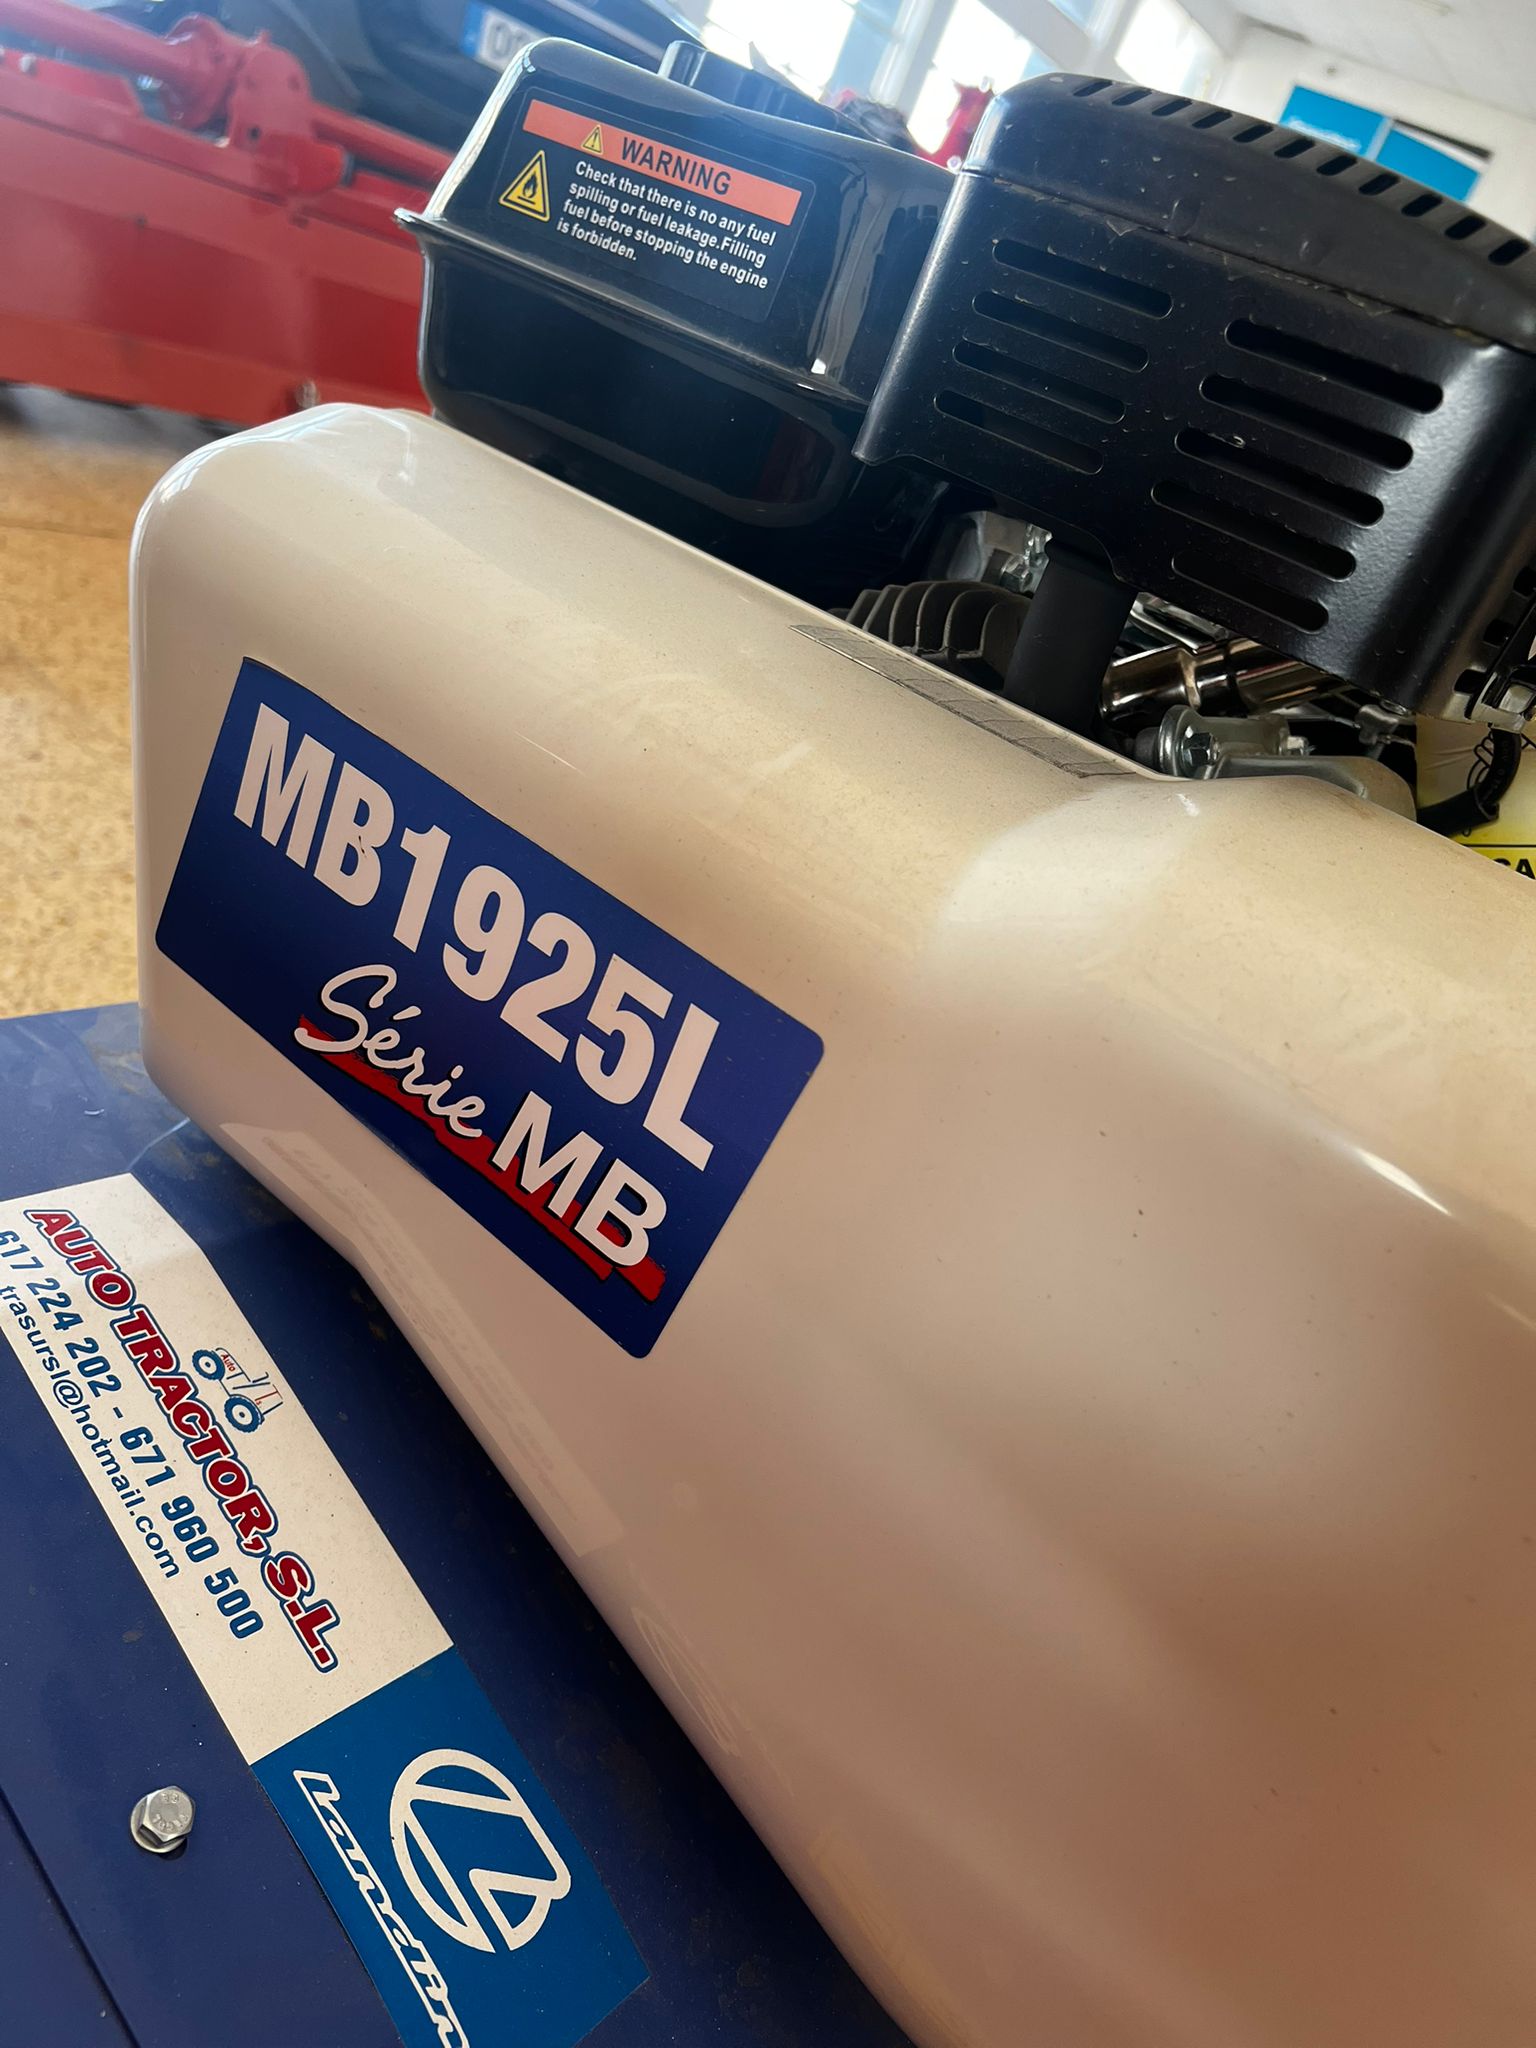 WARNING
Check that there is no any fuel
spilling or fuel leakage.Filling
fuel before stopping the engine
is forbidden.
MB1925L
Série MB
AUTO TRACTOR, S.L.
617 224 202 - 671 960 500
trasursl@hotmail.com
Auto